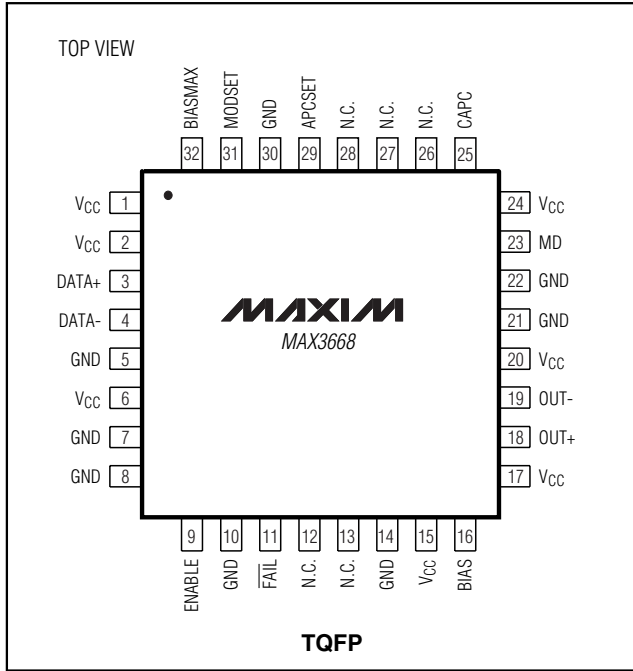 TOP VIEW
BIASMAX
MODSET
GND
APCSET
N.C.
N.C.
N.C.
CAPC
32 31 30 29 28 27 26 25
VCC 1
VCC 2
DATA+ 3
DATA- 4
GND 5
VCC 6
GND 7
GND 8
MAXIM
MAX3668
24 VCC
23 MD
22 GND
21 GND
20 VCC
19 OUT-
18 OUT+
17 VCC
9 10 11 12 13 14 15 16
ENABLE
GND
FAIL
N.C.
N.C.
GND
VCC
BIAS
TQFP